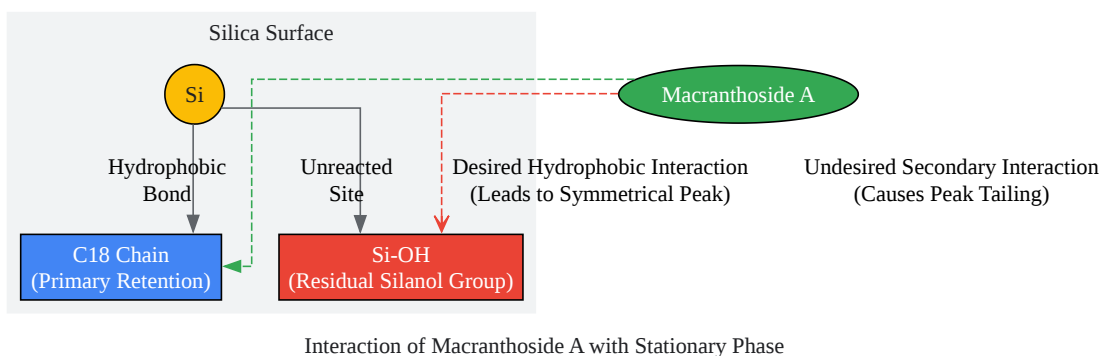 Silica Surface
Si
Macranthoside A
Hydrophobic
Bond
Unreacted
Site
Desired Hydrophobic Interaction
(Leads to Symmetrical Peak)
Undesired Secondary Interaction
(Causes Peak Tailing)
C18 Chain
(Primary Retention)
Si-OH
(Residual Silanol Group)
Interaction of Macranthoside A with Stationary Phase